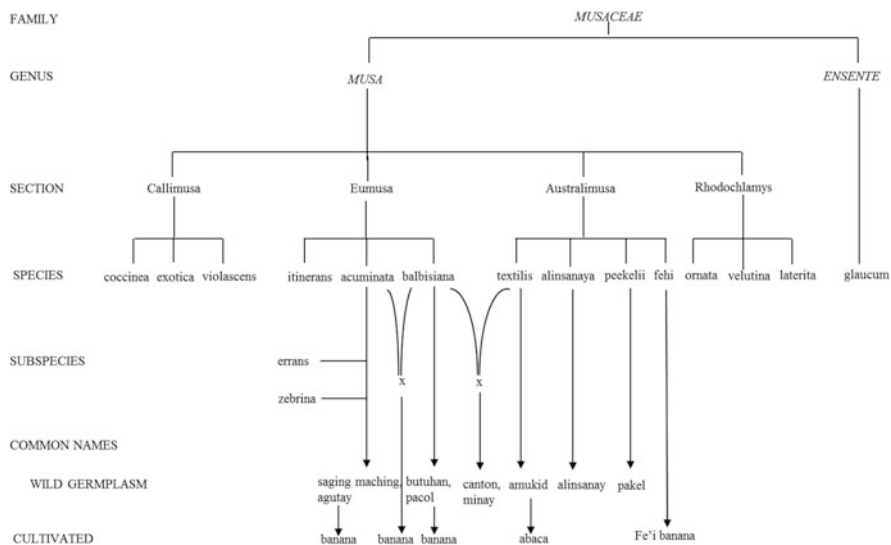 FAMILY MUSACEAE
GENUS MUSA ENSENTE
SECTION Callimusa Eumusa Australimusa Rhodochlamys
SPECIES coccinea exotica violascens itinerans acuminata balbisiana textilis alinsanaya peekelii fehi ornata velutina laterita glaucum
SUBSPECIES errans
x x
zebrina
COMMON NAMES
WILD GERMPLASM saging maching, butuhan, canton, amukid alinsanay pakel
agutay pacol minay
CULTIVATED banana banana banana abaca Fe'i banana